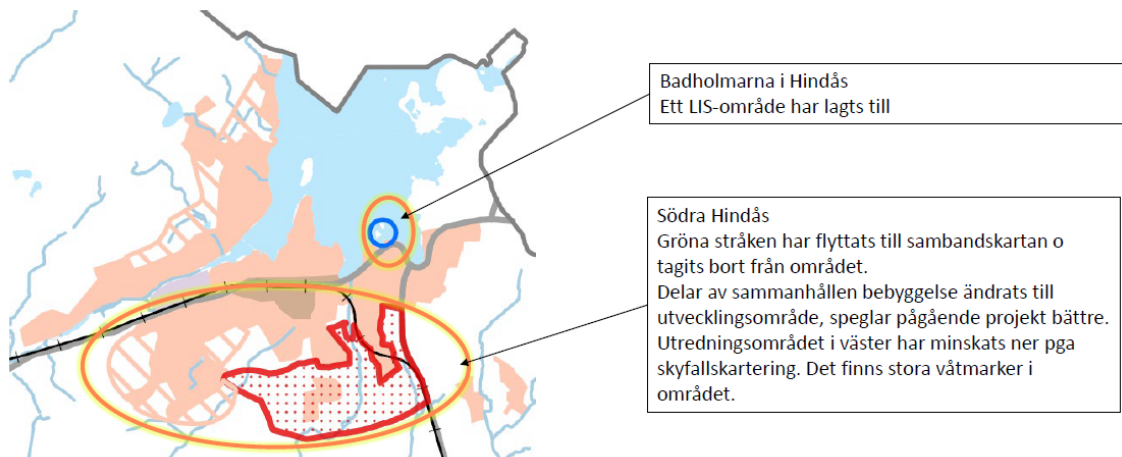 Badholmarna i Hindås
Ett LIS-område har lagts till
Södra Hindås
Gröna stråken har flyttats till sambandskartan o
tagits bort från området.
Delar av sammanhållen bebyggelse ändrats till
utvecklingsområde, speglar pågående projekt bättre.
Utredningsområdet i väster har minskats ner pga
skyfallskartering. Det finns stora våtmarker i
området.